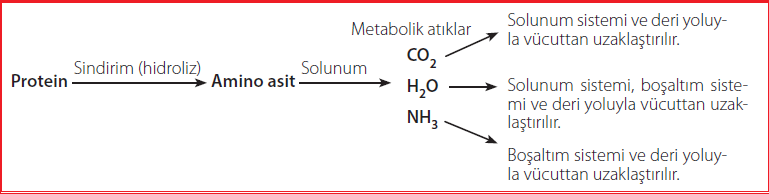 Metabolik atıklar
Solunum sistemi ve deri yoluy-
la vücuttan uzaklaştırılır.
Protein
Sindirim (hidroliz)
Amino asit
Solunum
CO₂
H₂O
NH₃
Solunum sistemi, boşaltım siste-
mi ve deri yoluyla vücuttan uzak-
laştırılır.
Boşaltım sistemi ve deri yoluy-
la vücuttan uzaklaştırılır.